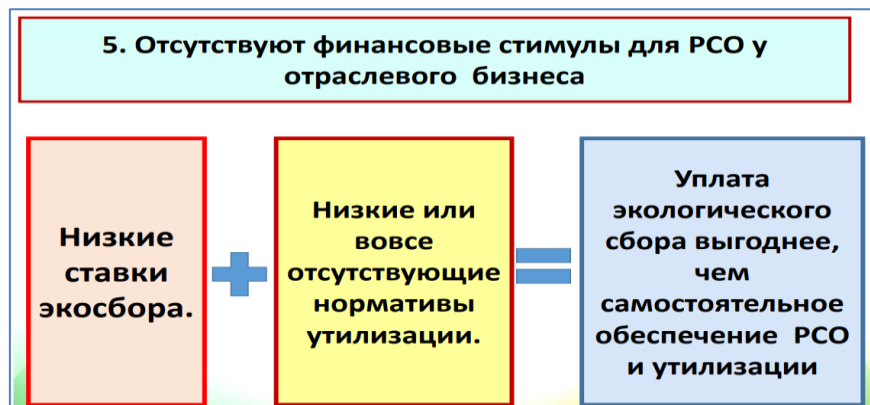 5. Отсутствуют финансовые стимулы для РСО у
отраслевого бизнеса
Низкие
ставки
экосбора.
Низкие или
вовсе
отсутствующие
нормативы
утилизации.
Уплата
экологического
сбора выгоднее,
чем
самостоятельное
обеспечение РСО
и утилизации